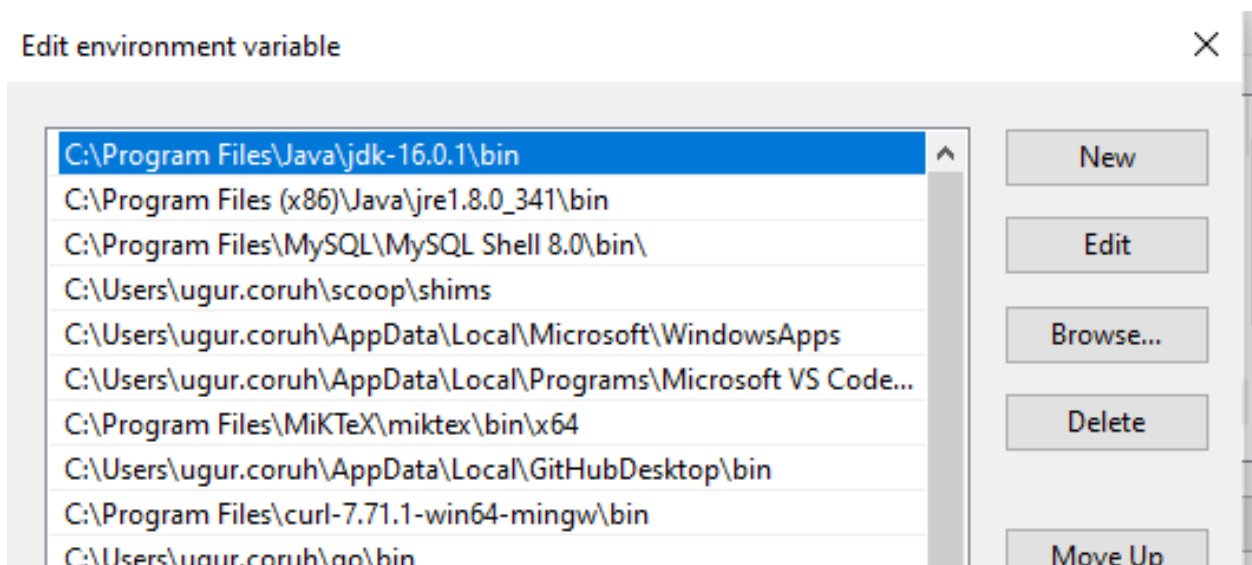 Edit environment variable
C:\Program Files\Java\jdk-16.0.1\bin
New
C:\Program Files (x86)\Java\jre1.8.0_341\bin
C:\Program Files\MySQL\MySQL Shell 8.0\bin\
Edit
C:\Users\ugur.coruh\scoop\shims
C:\Users\ugur.coruh\AppData\Local\Microsoft\WindowsApps
Browse...
C:\Users\ugur.coruh\AppData\Local\Programs\Microsoft VS Code...
C:\Program Files\MiKTeX\miktex\bin\x64
Delete
C:\Users\ugur.coruh\AppData\Local\GitHubDesktop\bin
C:\Program Files\curl-7.71.1-win64-mingw\bin
C:\Users\ugur.coruh\go\bin
Move Up